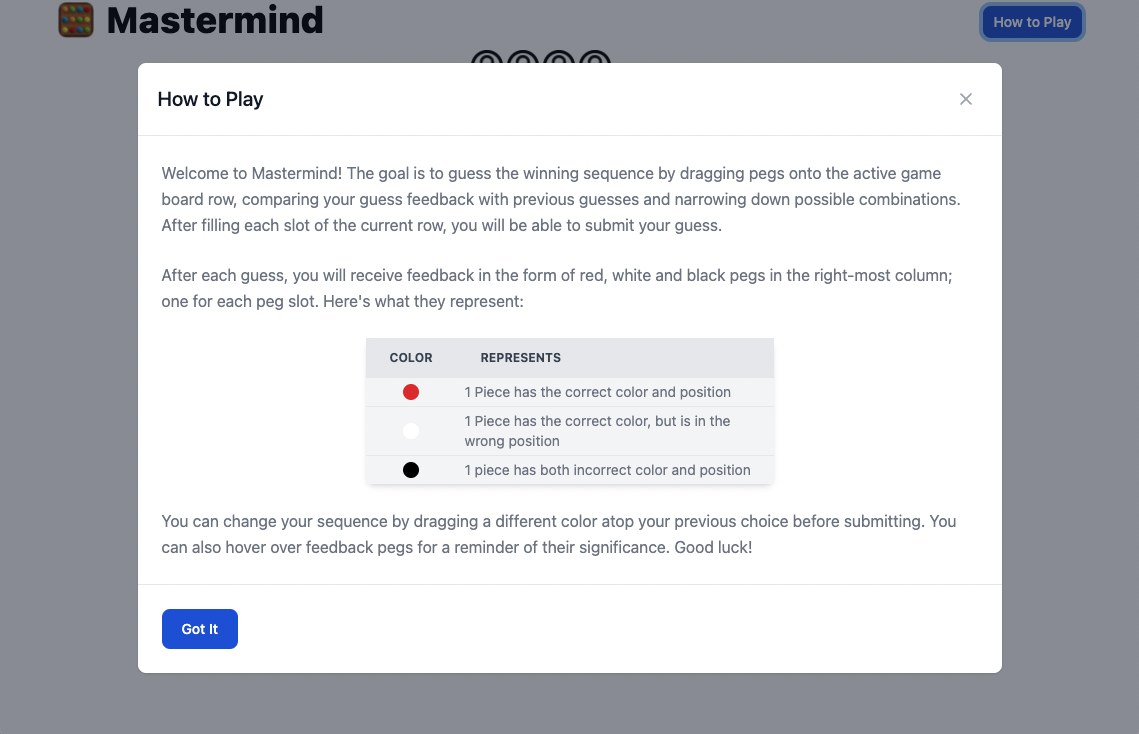 Mastermind
How to Play
How to Play
Welcome to Mastermind! The goal is to guess the winning sequence by dragging pegs onto the active game
board row, comparing your guess feedback with previous guesses and narrowing down possible combinations.
After filling each slot of the current row, you will be able to submit your guess.
After each guess, you will receive feedback in the form of red, white and black pegs in the right-most column;
one for each peg slot. Here's what they represent:
COLOR REPRESENTS
1 Piece has the correct color and position
1 Piece has the correct color, but is in the
wrong position
1 piece has both incorrect color and position
You can change your sequence by dragging a different color atop your previous choice before submitting. You
can also hover over feedback pegs for a reminder of their significance. Good luck!
Got It